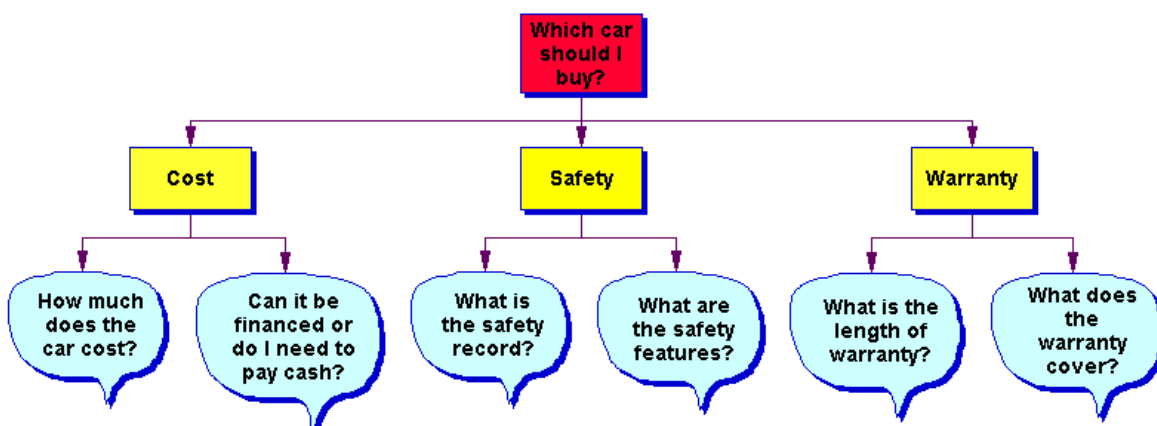 Which car
should I
buy?
Cost
Safety
Warranty
How much
does the
car cost?
Can it be
financed or
do I need to
pay cash?
What is
the safety
record?
What are
the safety
features?
What is the
length of
warranty?
What does
the
warranty
cover?